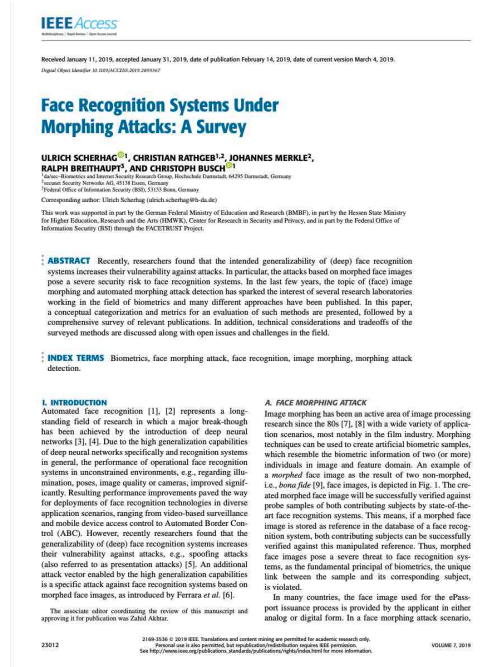 IEEE Access
Multidisciplinary | Rapid Review | Open Access Journal
Received January 11, 2019, accepted January 31, 2019, date of publication February 14, 2019, date of current version March 4, 2019.
Digital Object Identifier 10.1109/ACCESS.2019.2899367
Face Recognition Systems Under
Morphing Attacks: A Survey
ULRICH SCHERHAG 1, CHRISTIAN RATHGEB1,2, JOHANNES MERKLE2,
RALPH BREITHAUPT3, AND CHRISTOPH BUSCH 1
1da/sec–Biometrics and Internet Security Research Group, Hochschule Darmstadt, 64295 Darmstadt, Germany
2secunet Security Networks AG, 45138 Essen, Germany
3Federal Office of Information Security (BSI), 53133 Bonn, Germany
Corresponding author: Ulrich Scherhag (ulrich.scherhag@h-da.de)
This work was supported in part by the German Federal Ministry of Education and Research (BMBF), in part by the Hessen State Ministry
for Higher Education, Research and the Arts (HMWK), Center for Research in Security and Privacy, and in part by the Federal Office of
Information Security (BSI) through the FACETRUST Project.
ABSTRACT Recently, researchers found that the intended generalizability of (deep) face recognition
systems increases their vulnerability against attacks. In particular, the attacks based on morphed face images
pose a severe security risk to face recognition systems. In the last few years, the topic of (face) image
morphing and automated morphing attack detection has sparked the interest of several research laboratories
working in the field of biometrics and many different approaches have been published. In this paper,
a conceptual categorization and metrics for an evaluation of such methods are presented, followed by a
comprehensive survey of relevant publications. In addition, technical considerations and tradeoffs of the
surveyed methods are discussed along with open issues and challenges in the field.
INDEX TERMS Biometrics, face morphing attack, face recognition, image morphing, morphing attack
detection.
I. INTRODUCTION
Automated face recognition [1], [2] represents a long-
standing field of research in which a major break-though
has been achieved by the introduction of deep neural
networks [3], [4]. Due to the high generalization capabilities
of deep neural networks specifically and recognition systems
in general, the performance of operational face recognition
systems in unconstrained environments, e.g., regarding illu-
mination, poses, image quality or cameras, improved signif-
icantly. Resulting performance improvements paved the way
for deployments of face recognition technologies in diverse
application scenarios, ranging from video-based surveillance
and mobile device access control to Automated Border Con-
trol (ABC). However, recently researchers found that the
generalizability of (deep) face recognition systems increases
their vulnerability against attacks, e.g., spoofing attacks
(also referred to as presentation attacks) [5]. An additional
attack vector enabled by the high generalization capabilities
is a specific attack against face recognition systems based on
morphed face images, as introduced by Ferrara et al. [6].
The associate editor coordinating the review of this manuscript and
approving it for publication was Zahid Akhtar.
A. FACE MORPHING ATTACK
Image morphing has been an active area of image processing
research since the 80s [7], [8] with a wide variety of applica-
tion scenarios, most notably in the film industry. Morphing
techniques can be used to create artificial biometric samples,
which resemble the biometric information of two (or more)
individuals in image and feature domain. An example of
a morphed face image as the result of two non-morphed,
i.e., bona fide [9], face images, is depicted in Fig. 1. The cre-
ated morphed face image will be successfully verified against
probe samples of both contributing subjects by state-of-the-
art face recognition systems. This means, if a morphed face
image is stored as reference in the database of a face recog-
nition system, both contributing subjects can be successfully
verified against this manipulated reference. Thus, morphed
face images pose a severe threat to face recognition sys-
tems, as the fundamental principal of biometrics, the unique
link between the sample and its corresponding subject,
is violated.
In many countries, the face image used for the ePass-
port issuance process is provided by the applicant in either
analog or digital form. In a face morphing attack scenario,
23012
2169-3536 © 2019 IEEE. Translations and content mining are permitted for academic research only.
Personal use is also permitted, but republication/redistribution requires IEEE permission.
See http://www.ieee.org/publications_standards/publications/rights/index.html for more information.
VOLUME 7, 2019